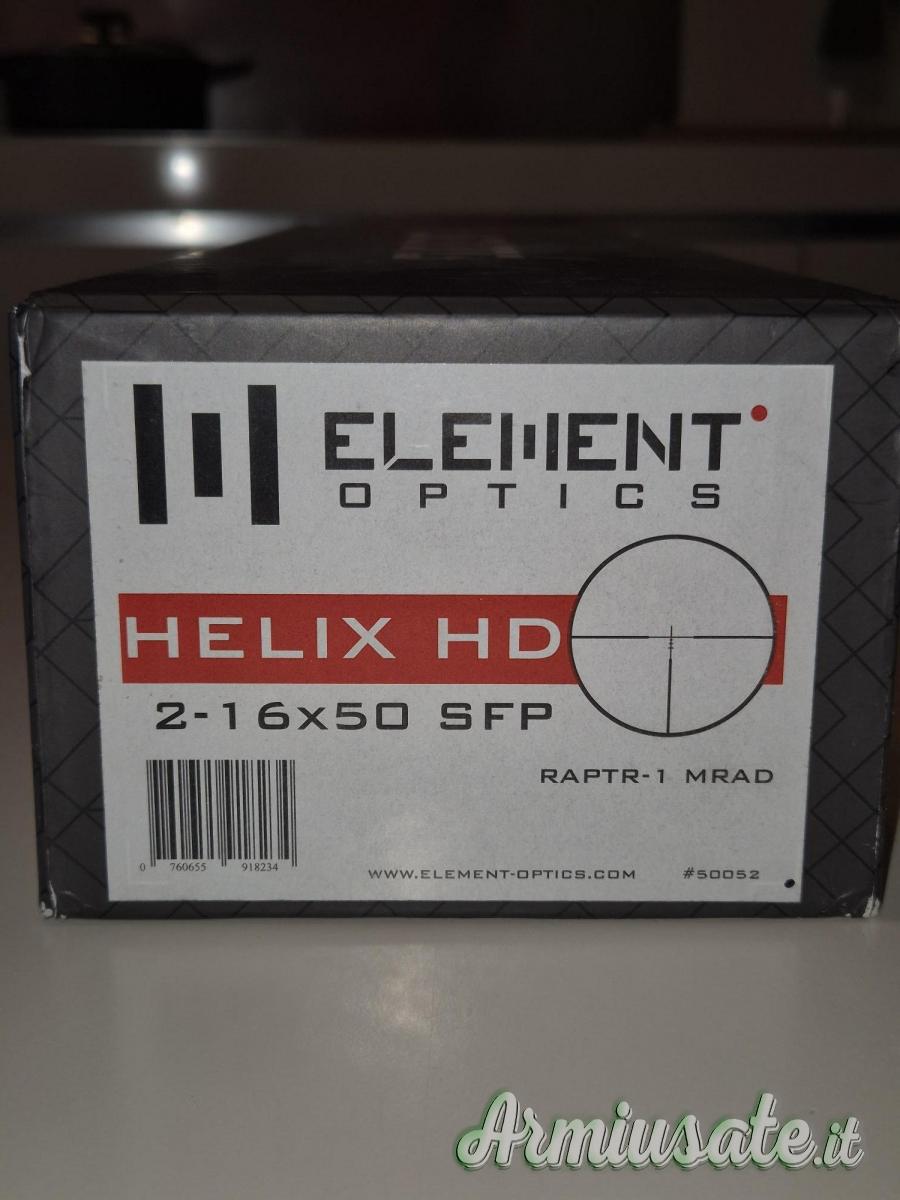 ELEMENT
OPTICS
HELIX HD
2-16x50 SFP
RAPTR-1 MRAD
0 760655 918234
WWW.ELEMENT-OPTICS.COM #50052
Armiusate.it